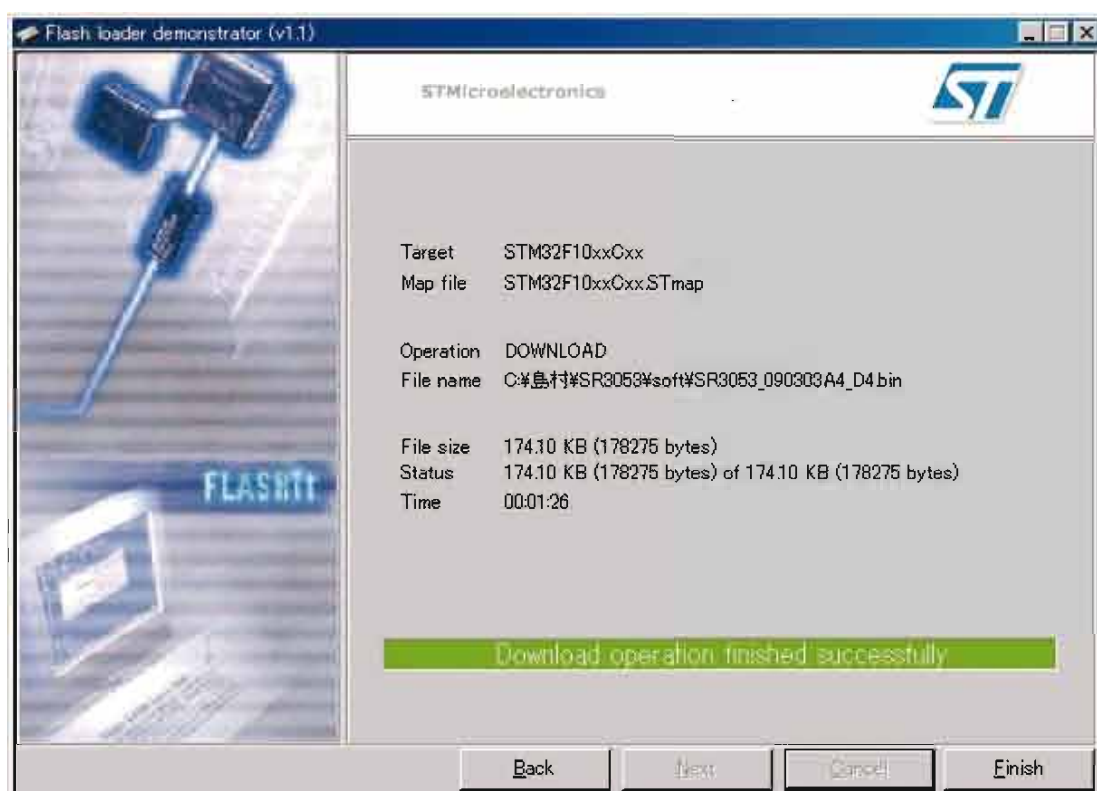 Flash loader demonstrator (v1.1)
STMicroelectronics
ST
Target STM32F10xxCxx
Map file STM32F10xxCxx.STmap
Operation DOWNLOAD
File name C:¥島村¥SR3053¥soft¥SR3053_090303A4_D4.bin
File size 174.10 KB (178275 bytes)
Status 174.10 KB (178275 bytes) of 174.10 KB (178275 bytes)
Time 00:01:26
Download operation finished successfully
Back Next Cancel Finish